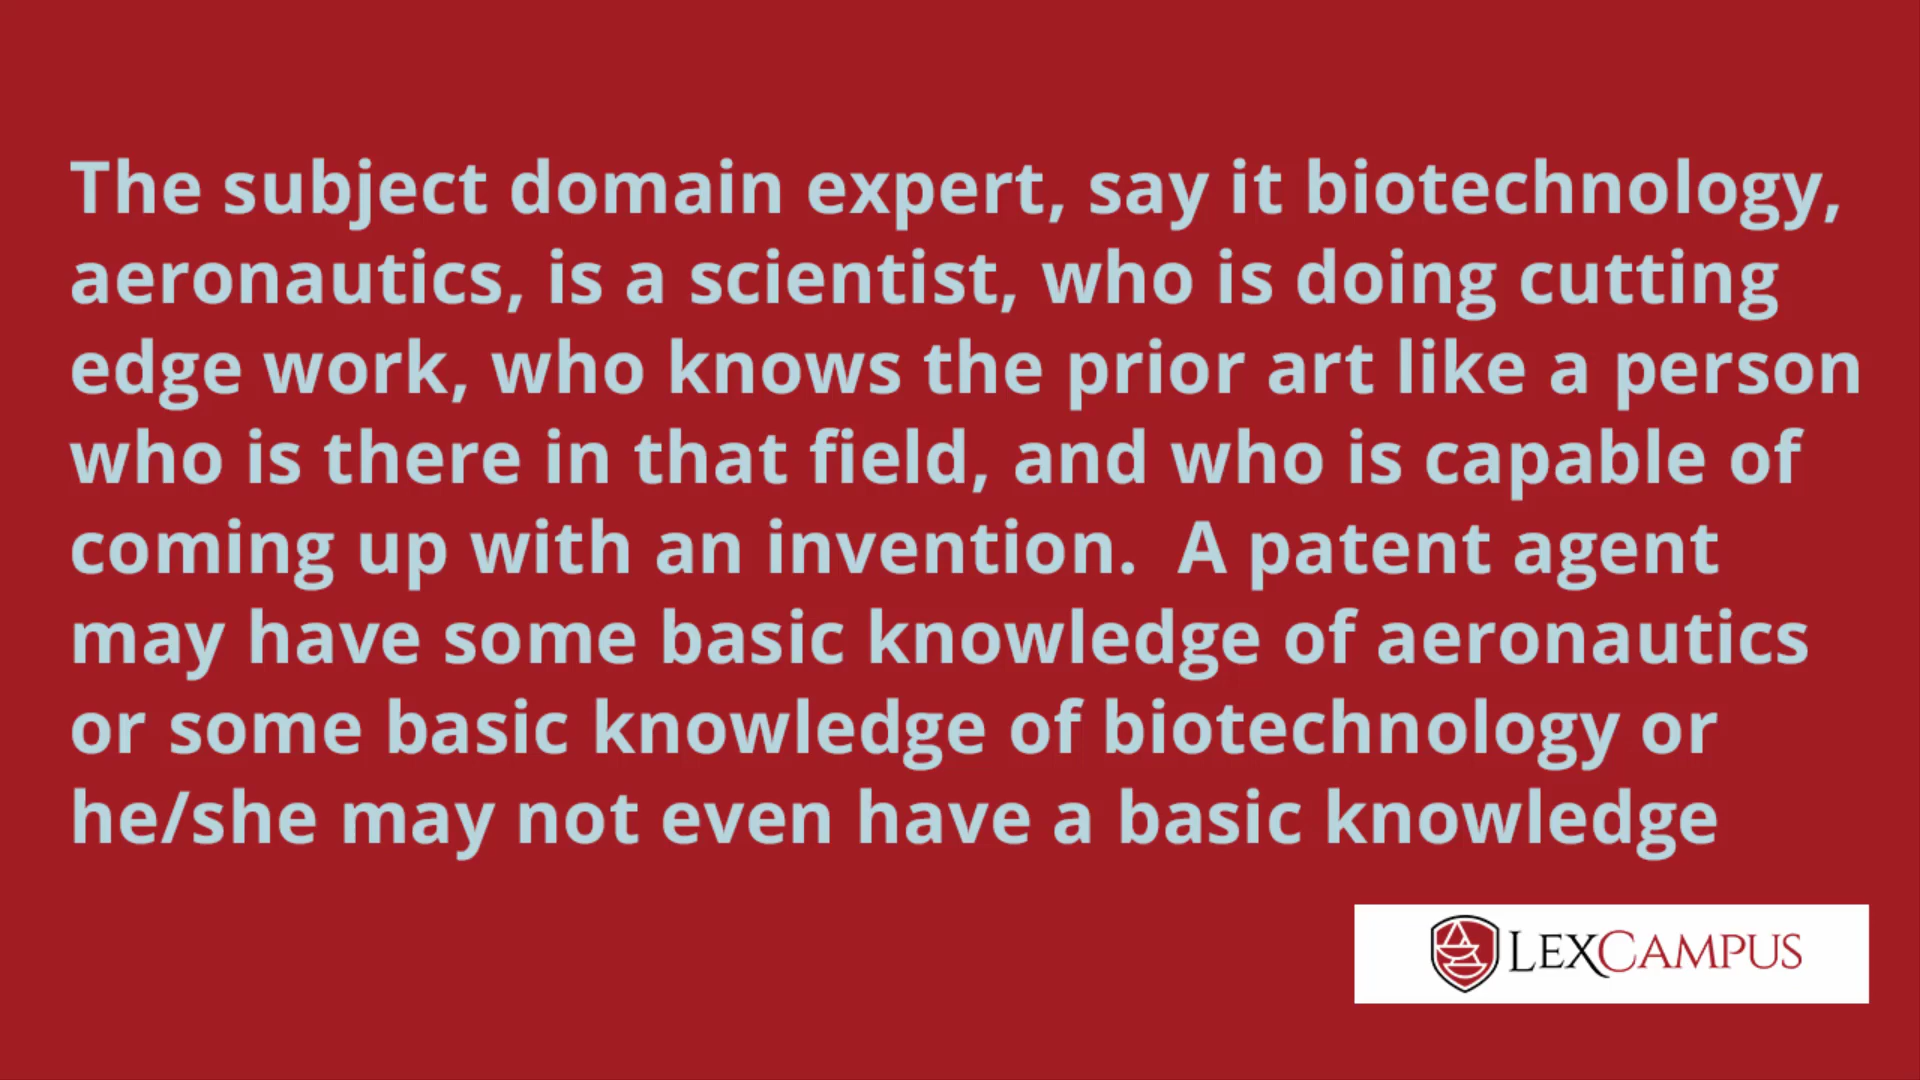 The subject domain expert, say it biotechnology,
aeronautics, is a scientist, who is doing cutting
edge work, who knows the prior art like a person
who is there in that field, and who is capable of
coming up with an invention.  A patent agent
may have some basic knowledge of aeronautics
or some basic knowledge of biotechnology or
he/she may not even have a basic knowledge
LEXCAMPUS